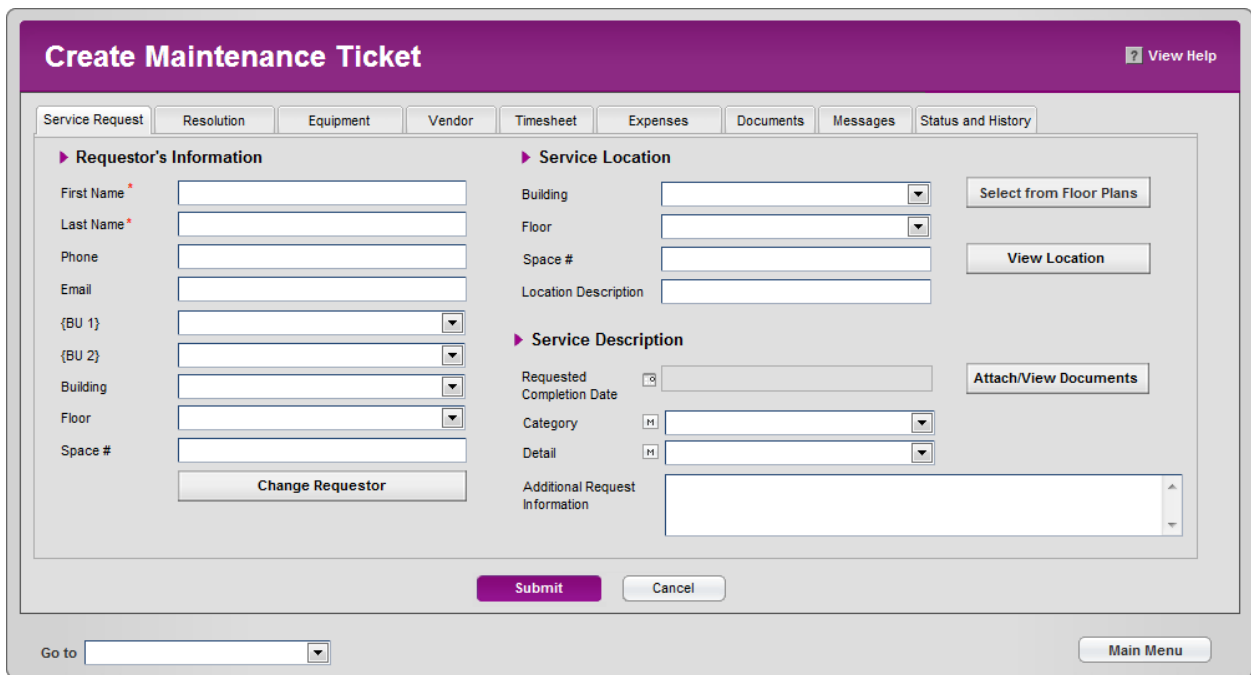 Create Maintenance Ticket
? View Help
Service Request Resolution Equipment Vendor Timesheet Expenses Documents Messages Status and History
Requestor's Information
First Name *
Last Name *
Phone
Email
{BU 1}
{BU 2}
Building
Floor
Space #
Change Requestor
Service Location
Building
Select from Floor Plans
Floor
Space #
View Location
Location Description
Service Description
Requested
Completion Date
Attach/View Documents
Category M
Detail M
Additional Request
Information
Submit Cancel
Go to
Main Menu